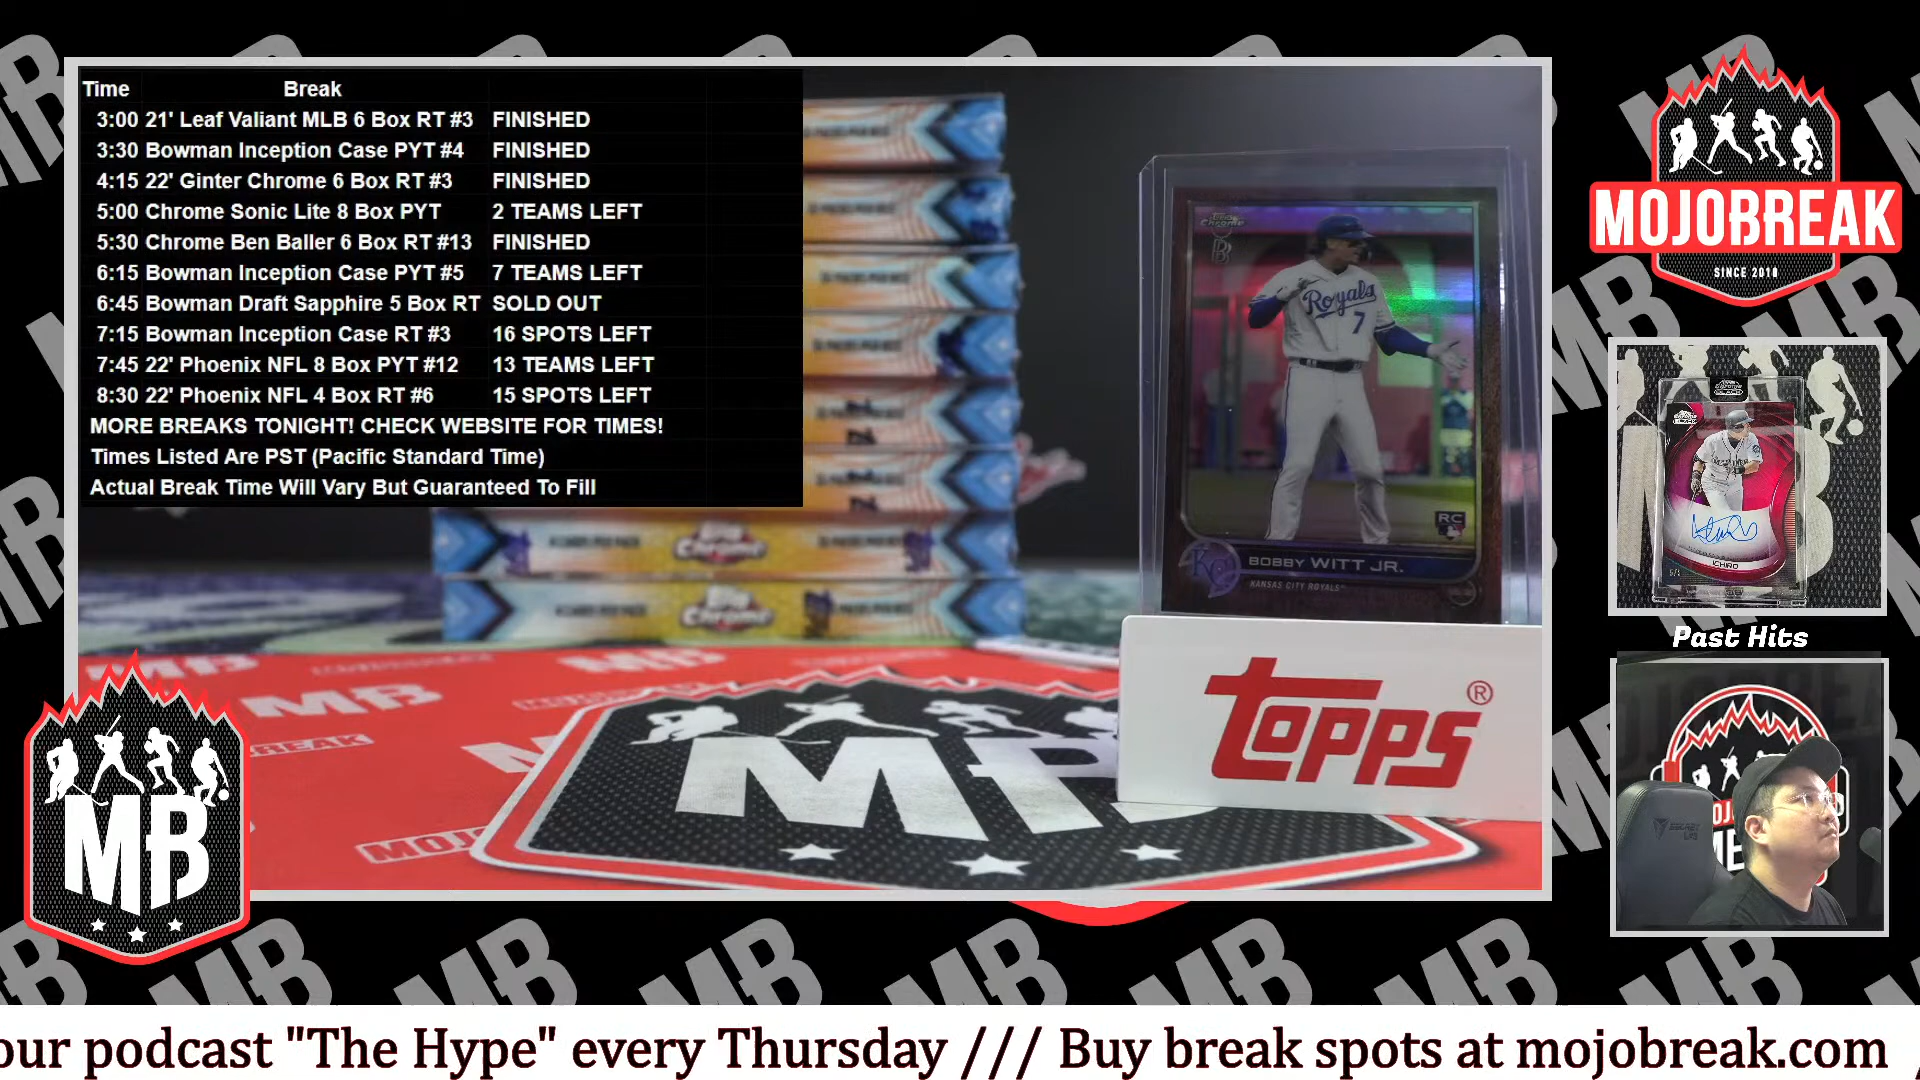 Time Break
3:00 21' Leaf Valiant MLB 6 Box RT #3 FINISHED
3:30 Bowman Inception Case PYT #4 FINISHED
4:15 22' Ginter Chrome 6 Box RT #3 FINISHED
5:00 Chrome Sonic Lite 8 Box PYT 2 TEAMS LEFT
5:30 Chrome Ben Baller 6 Box RT #13 FINISHED
6:15 Bowman Inception Case PYT #5 7 TEAMS LEFT
6:45 Bowman Draft Sapphire 5 Box RT SOLD OUT
7:15 Bowman Inception Case RT #3 16 SPOTS LEFT
7:45 22' Phoenix NFL 8 Box PYT #12 13 TEAMS LEFT
8:30 22' Phoenix NFL 4 Box RT #6 15 SPOTS LEFT
MORE BREAKS TONIGHT! CHECK WEBSITE FOR TIMES!
Times Listed Are PST (Pacific Standard Time)
Actual Break Time Will Vary But Guaranteed To Fill
Topps Chrome
Royals
7
RC
BOBBY WITT JR.
KANSAS CITY ROYALS
Topps Chrome
Topps Chrome
TOPPS ®
MB
MB
MOJOBREAK
SINCE 2018
ICHIRO
Past Hits
our podcast "The Hype" every Thursday /// Buy break spots at mojobreak.com